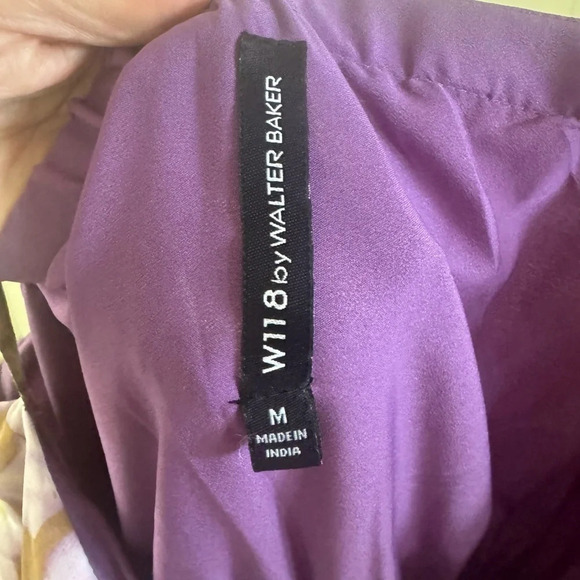 W118 by WALTER BAKER
M
MADE IN
INDIA